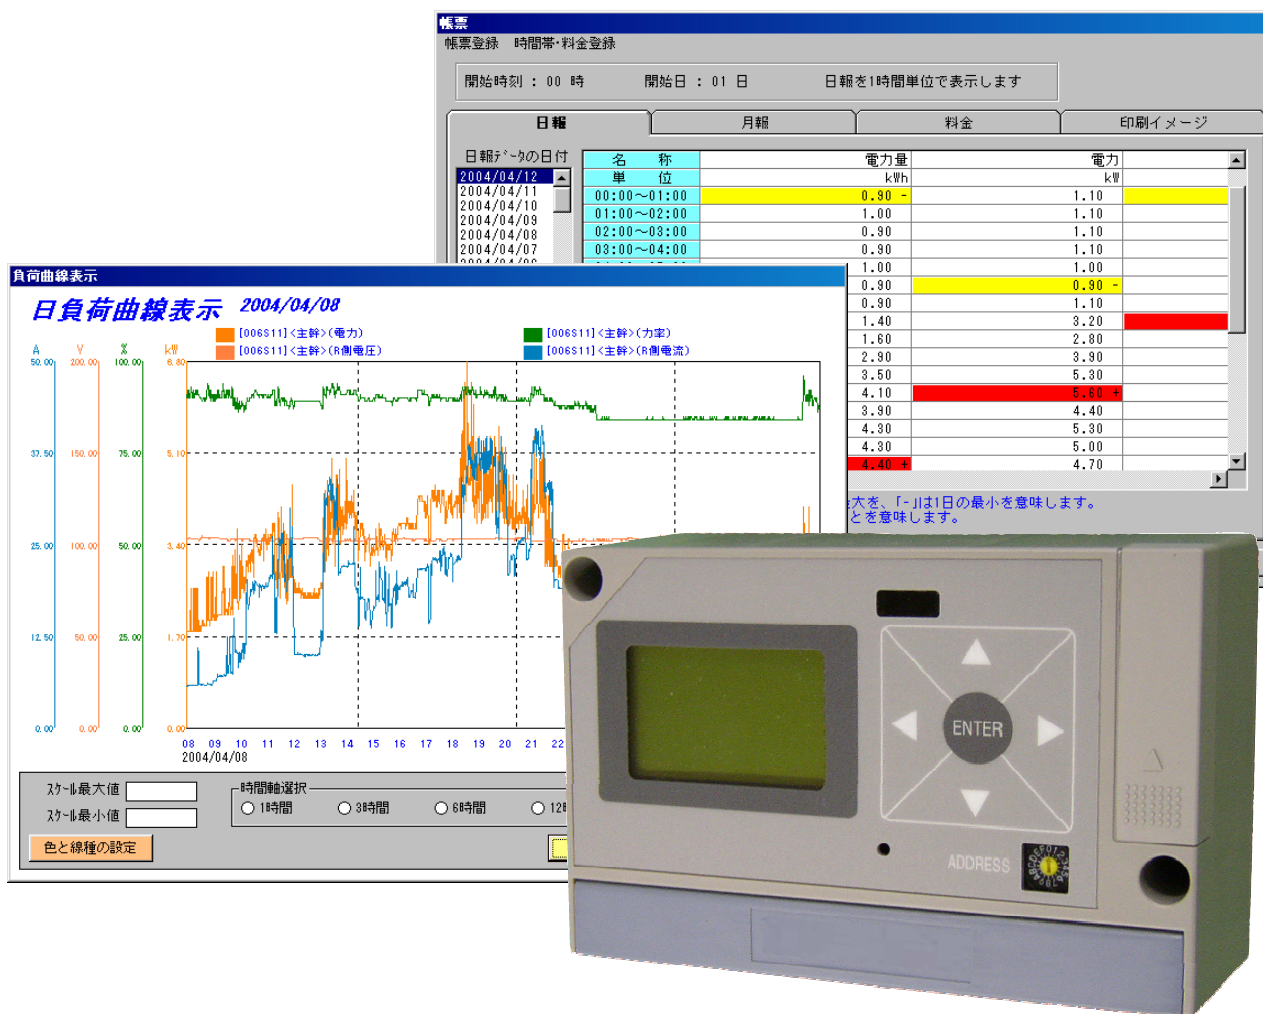 帳票
帳票登録 時間帯・料金登録
開始時刻 : 00 時 開始日 : 01 日 日報を1時間単位で表示します
日報 月報 料金 印刷イメージ
日報ﾃﾞｰﾀの日付
2004/04/12
2004/04/11
2004/04/10
2004/04/09
2004/04/08
2004/04/07
名 称 電力量 電力
単 位 kWh kW
00:00～01:00 0.90 - 1.10
01:00～02:00 1.00 1.10
02:00～03:00 0.90 1.10
03:00～04:00 0.90 1.10
1.00 1.00
0.90 0.90 -
0.90 1.10
1.40 3.20
1.60 2.80
2.90 3.90
3.50 5.30
4.10 5.60 +
3.90 4.40
4.30 5.30
4.30 5.00
4.40 + 4.70
大を、「-」は1日の最小を意味します。
とを意味します。
負荷曲線表示
日負荷曲線表示 2004/04/08
[006S11]<主幹>(電力) [006S11]<主幹>(力率)
[006S11]<主幹>(R側電圧) [006S11]<主幹>(R側電流)
A V % kW
50.00 200.00 100.00 6.80
37.50 150.00 75.00 5.10
25.00 100.00 50.00 3.40
12.50 50.00 25.00 1.70
0.00 0.00 0.00 0.00
08 09 10 11 12 13 14 15 16 17 18 19 20 21 22
2004/04/08
ｽｹｰﾙ最大値
ｽｹｰﾙ最小値
時間軸選択
1時間 3時間 6時間
色と線種の設定
ENTER
ADDRESS